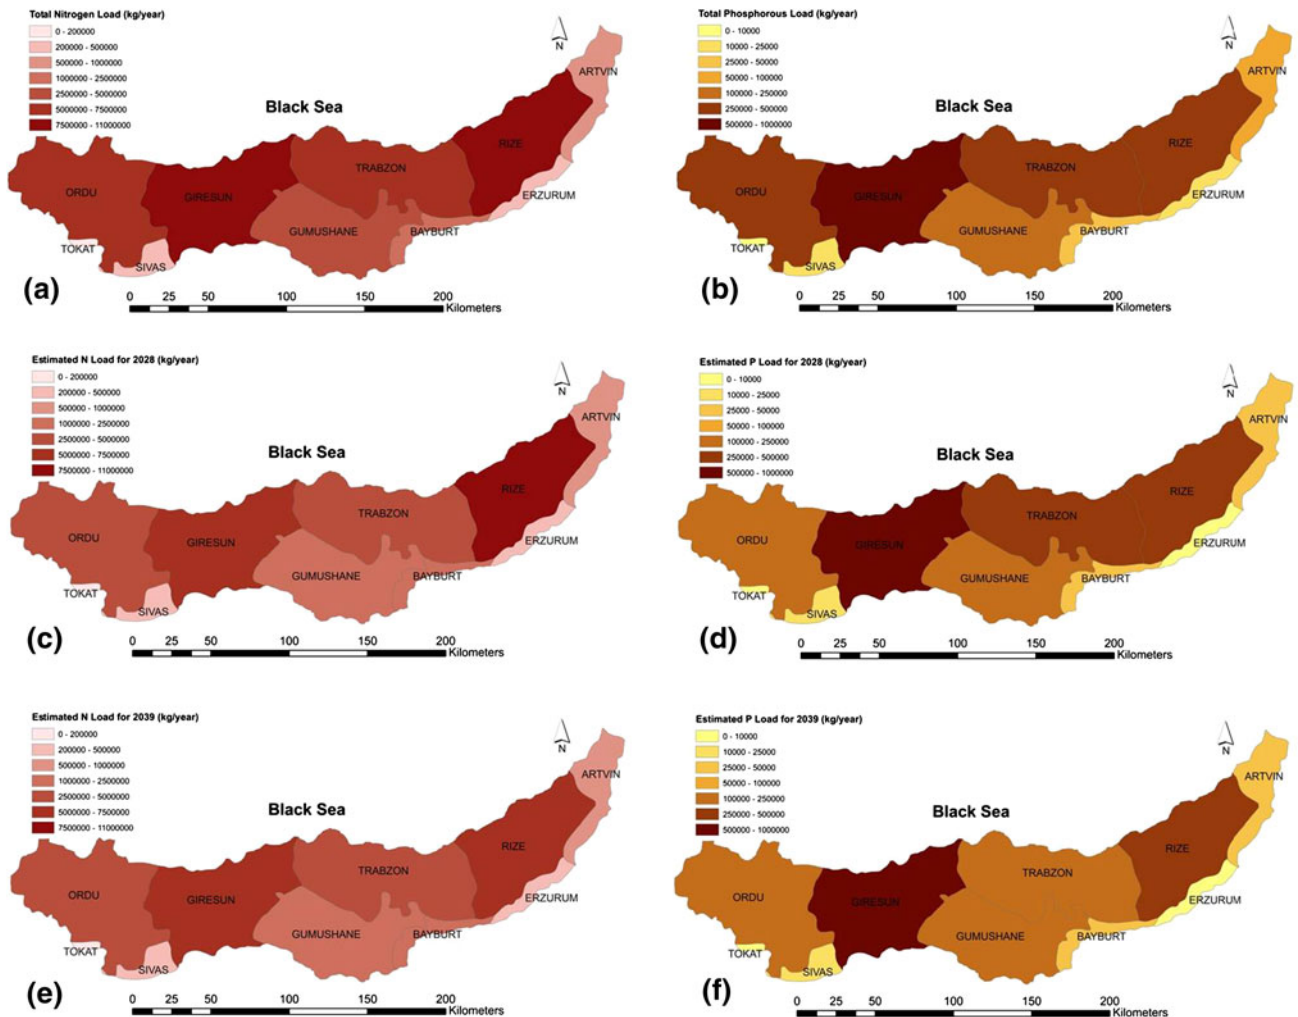 Total Nitrogen Load (kg/year)
0 - 200000
200000 - 500000
500000 - 1000000
1000000 - 2500000
2500000 - 5000000
5000000 - 7500000
7500000 - 11000000
N
Black Sea
ARTVIN
RIZE
TRABZON
ORDU
GIRESUN
ERZURUM
GUMUSHANE
BAYBURT
TOKAT
SIVAS
(a)
0 25 50 100 150 200
Kilometers
Total Phosphorous Load (kg/year)
0 - 10000
10000 - 25000
25000 - 50000
50000 - 100000
100000 - 250000
250000 - 500000
500000 - 1000000
N
Black Sea
ARTVIN
RIZE
TRABZON
ORDU
GIRESUN
ERZURUM
GUMUSHANE
BAYBURT
TOKAT
SIVAS
(b)
0 25 50 100 150 200
Kilometers
Estimated N Load for 2028 (kg/year)
0 - 200000
200000 - 500000
500000 - 1000000
1000000 - 2500000
2500000 - 5000000
5000000 - 7500000
7500000 - 11000000
N
Black Sea
ARTVIN
RIZE
TRABZON
ORDU
GIRESUN
ERZURUM
GUMUSHANE
BAYBURT
TOKAT
SIVAS
(c)
0 25 50 100 150 200
Kilometers
Estimated P Load for 2028 (kg/year)
0 - 10000
10000 - 25000
25000 - 50000
50000 - 100000
100000 - 250000
250000 - 500000
500000 - 1000000
N
Black Sea
ARTVIN
RIZE
TRABZON
ORDU
GIRESUN
ERZURUM
GUMUSHANE
BAYBURT
TOKAT
SIVAS
(d)
0 25 50 100 150 200
Kilometers
Estimated N Load for 2039 (kg/year)
0 - 200000
200000 - 500000
500000 - 1000000
1000000 - 2500000
2500000 - 5000000
5000000 - 7500000
7500000 - 11000000
N
Black Sea
ARTVIN
RIZE
TRABZON
ORDU
GIRESUN
ERZURUM
GUMUSHANE
BAYBURT
TOKAT
SIVAS
(e)
0 25 50 100 150 200
Kilometers
Estimated P Load for 2039 (kg/year)
0 - 10000
10000 - 25000
25000 - 50000
50000 - 100000
100000 - 250000
250000 - 500000
500000 - 1000000
N
Black Sea
ARTVIN
RIZE
TRABZON
ORDU
GIRESUN
ERZURUM
GUMUSHANE
BAYBURT
TOKAT
SIVAS
(f)
0 25 50 100 150 200
Kilometers